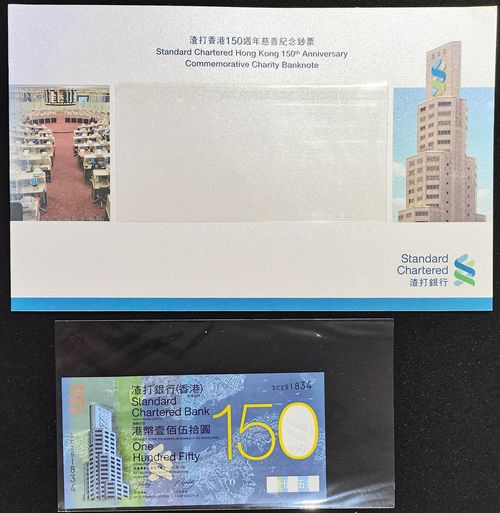 渣打香港150週年慈善紀念鈔票
Standard Chartered Hong Kong 150th Anniversary
Commemorative Charity Banknote
Standard
Chartered
渣打銀行
渣打銀行(香港)
Standard
Chartered Bank
港幣壹佰伍拾圓
One
Hundred Fifty
150
SC291834
150